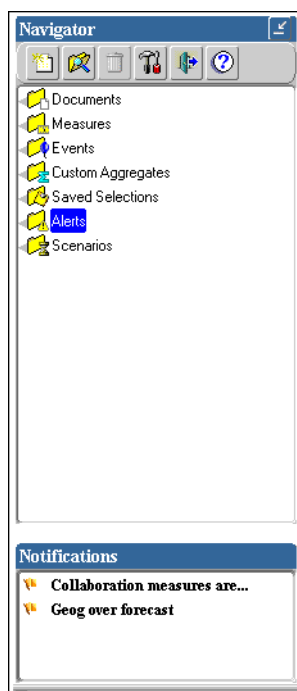 Navigator
Documents
Measures
Events
Custom Aggregates
Saved Selections
Alerts
Scenarios
Notifications
Collaboration measures are...
Geog over forecast